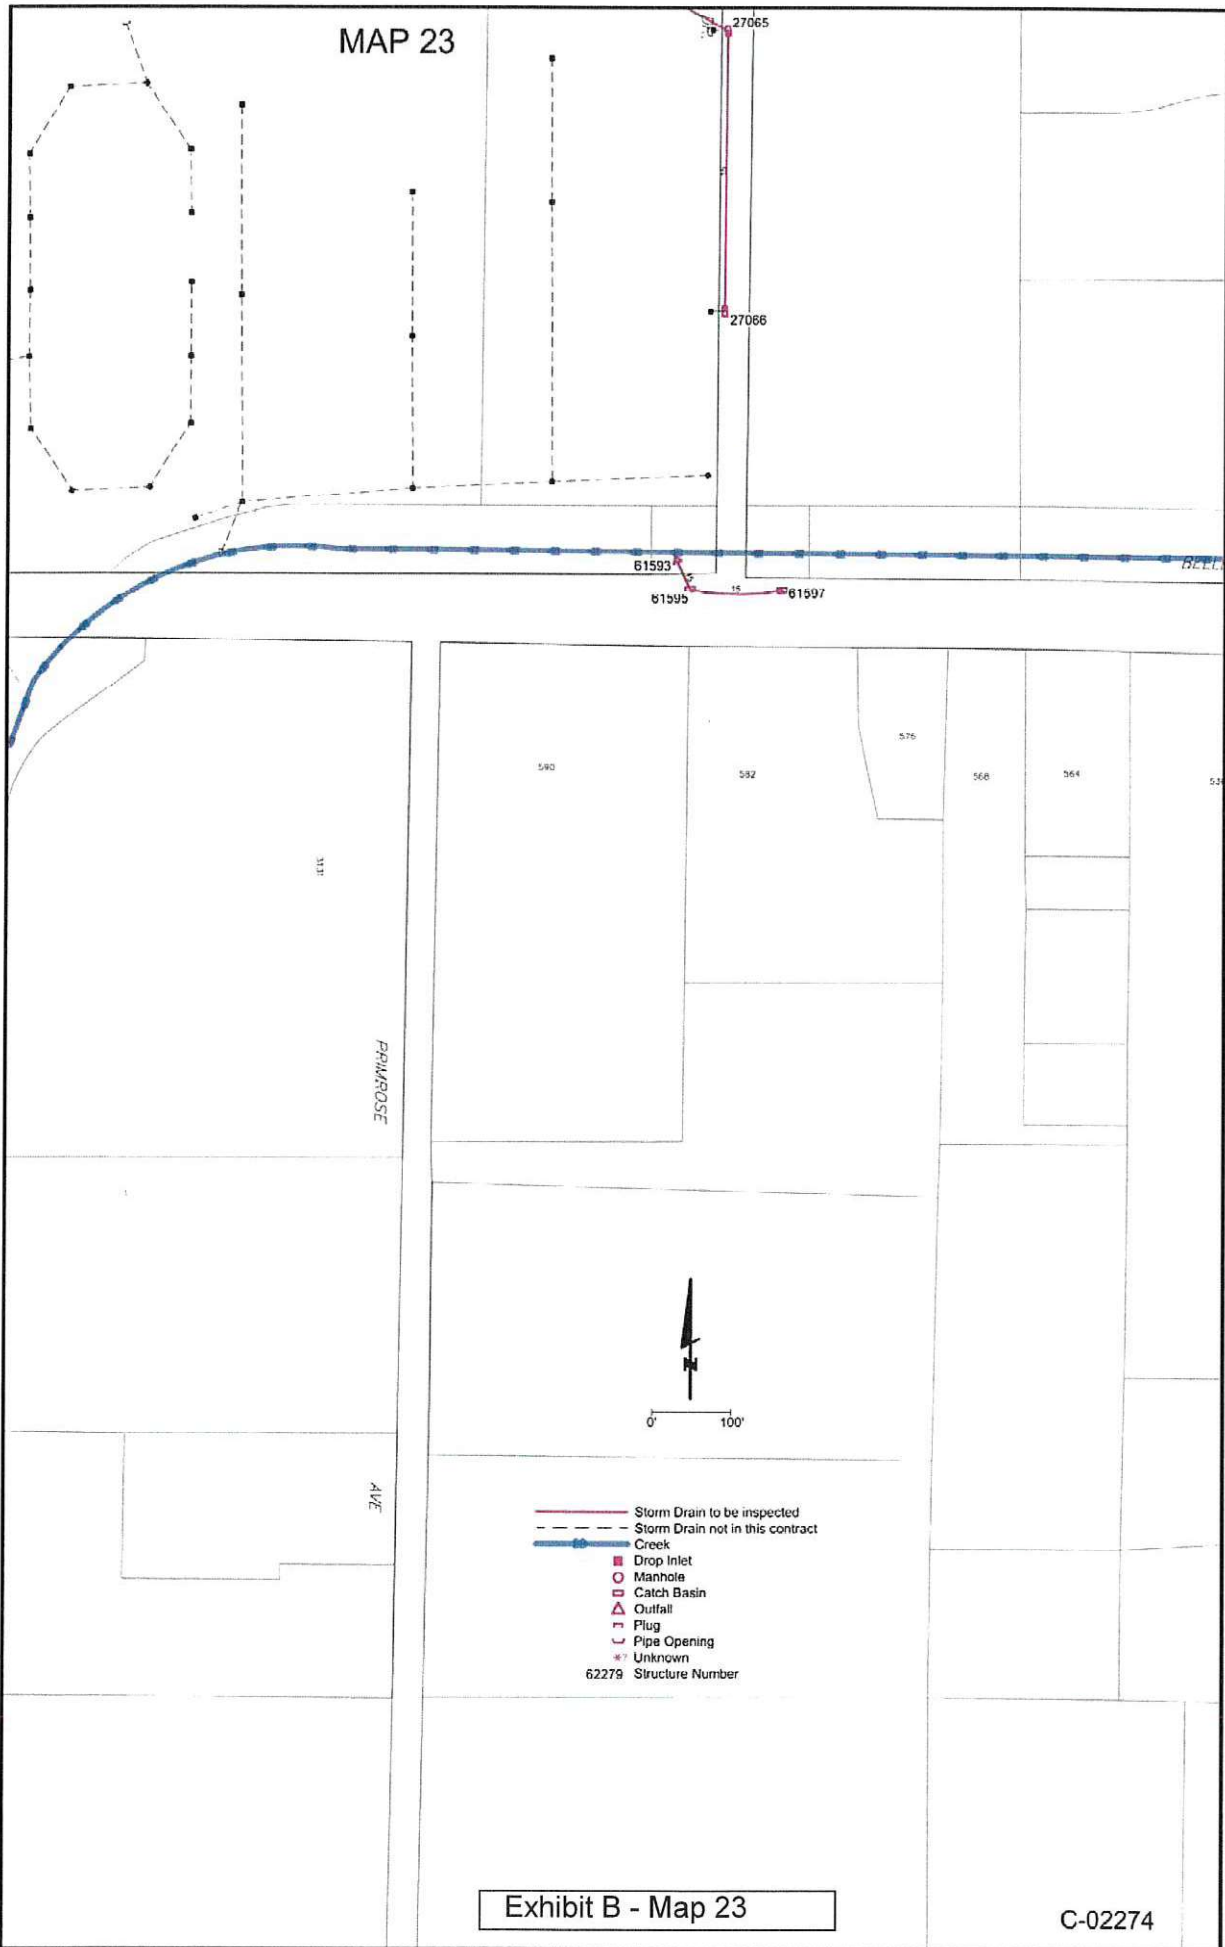 MAP 23
27065
27066
61593
61595
15
61597
590
582
576
568
564
3131
PRIMROSE
AVE
0' 100'
Storm Drain to be inspected
Storm Drain not in this contract
Creek
Drop Inlet
Manhole
Catch Basin
Outfall
Plug
Pipe Opening
*? Unknown
62279 Structure Number
Exhibit B - Map 23
C-02274